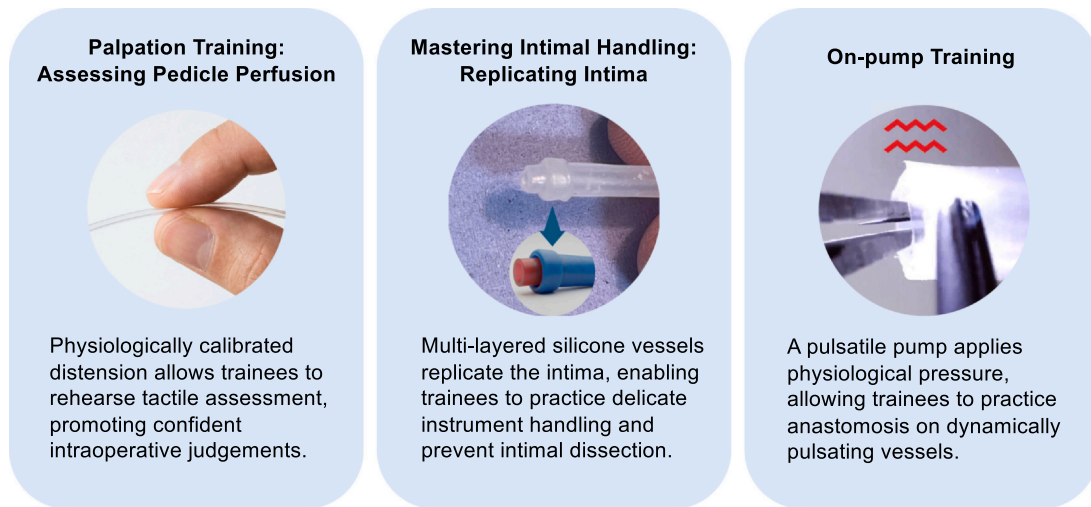 Palpation Training:
Assessing Pedicle Perfusion
Physiologically calibrated
distension allows trainees to
rehearse tactile assessment,
promoting confident
intraoperative judgements.
Mastering Intimal Handling:
Replicating Intima
Multi-layered silicone vessels
replicate the intima, enabling
trainees to practice delicate
instrument handling and
prevent intimal dissection.
On-pump Training
A pulsatile pump applies
physiological pressure,
allowing trainees to practice
anastomosis on dynamically
pulsating vessels.